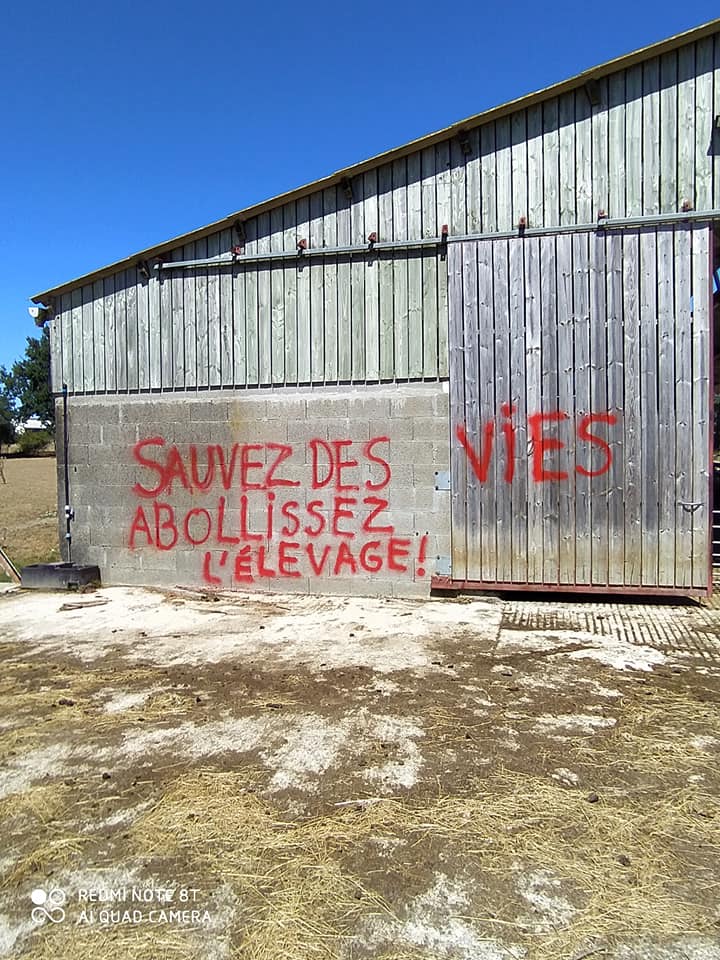 SAUVEZ DES VIES
ABOLLISSEZ
L'ÉLEVAGE!
REDMI NOTE 8T
AI QUAD CAMERA